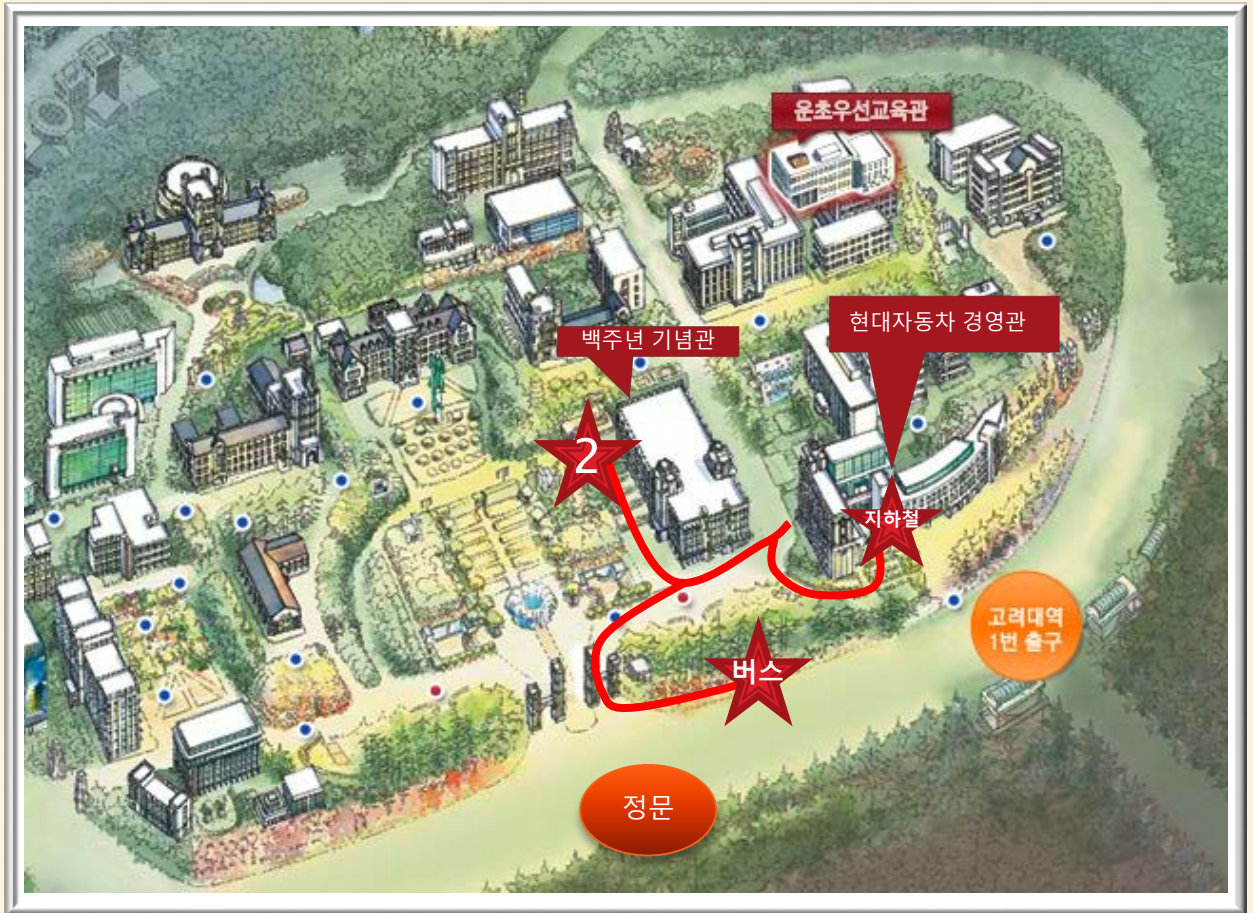 운초우선교육관
현대자동차 경영관
백주년 기념관
2
지하철
고려대역
1번 출구
버스
정문